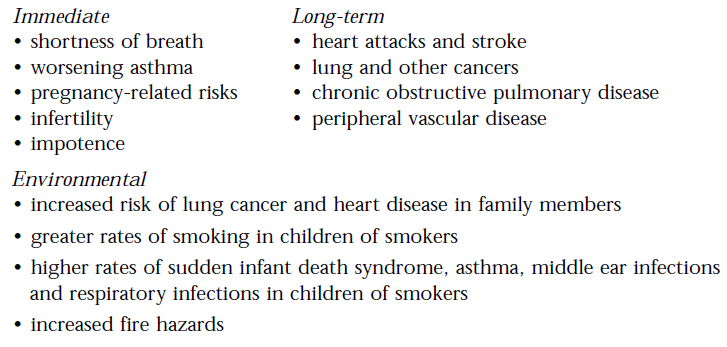 Immediate
• shortness of breath
• worsening asthma
• pregnancy-related risks
• infertility
• impotence
Long-term
• heart attacks and stroke
• lung and other cancers
• chronic obstructive pulmonary disease
• peripheral vascular disease
Environmental
• increased risk of lung cancer and heart disease in family members
• greater rates of smoking in children of smokers
• higher rates of sudden infant death syndrome, asthma, middle ear infections
and respiratory infections in children of smokers
• increased fire hazards